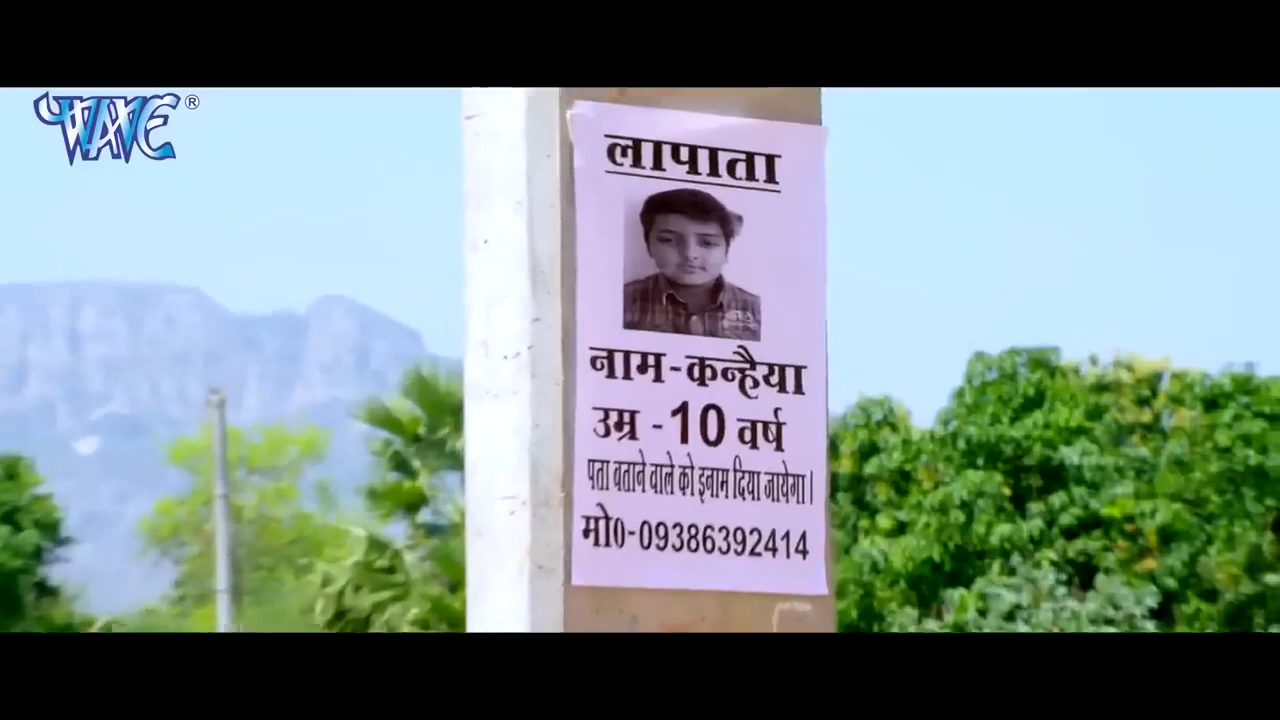 WAVE®
लापाता
नाम-कन्हैया
उम्र - 10 वर्ष
पता बताने वाले को इनाम दिया जायेगा।
मो0-09386392414